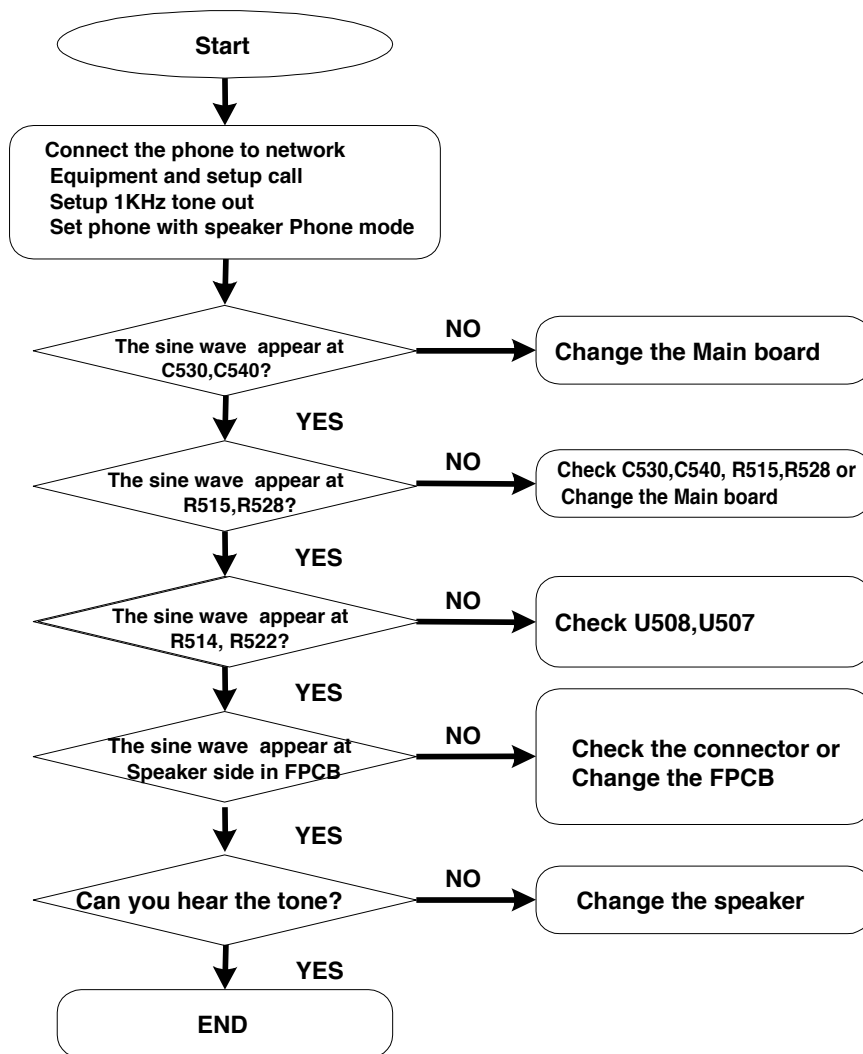 Start
Connect the phone to network
Equipment and setup call
Setup 1KHz tone out
Set phone with speaker Phone mode
The sine wave appear at
C530,C540?
NO
Change the Main board
YES
The sine wave appear at
R515,R528?
NO
Check C530,C540, R515,R528 or
Change the Main board
YES
The sine wave appear at
R514, R522?
NO
Check U508,U507
YES
The sine wave appear at
Speaker side in FPCB
NO
Check the connector or
Change the FPCB
YES
Can you hear the tone?
NO
Change the speaker
YES
END